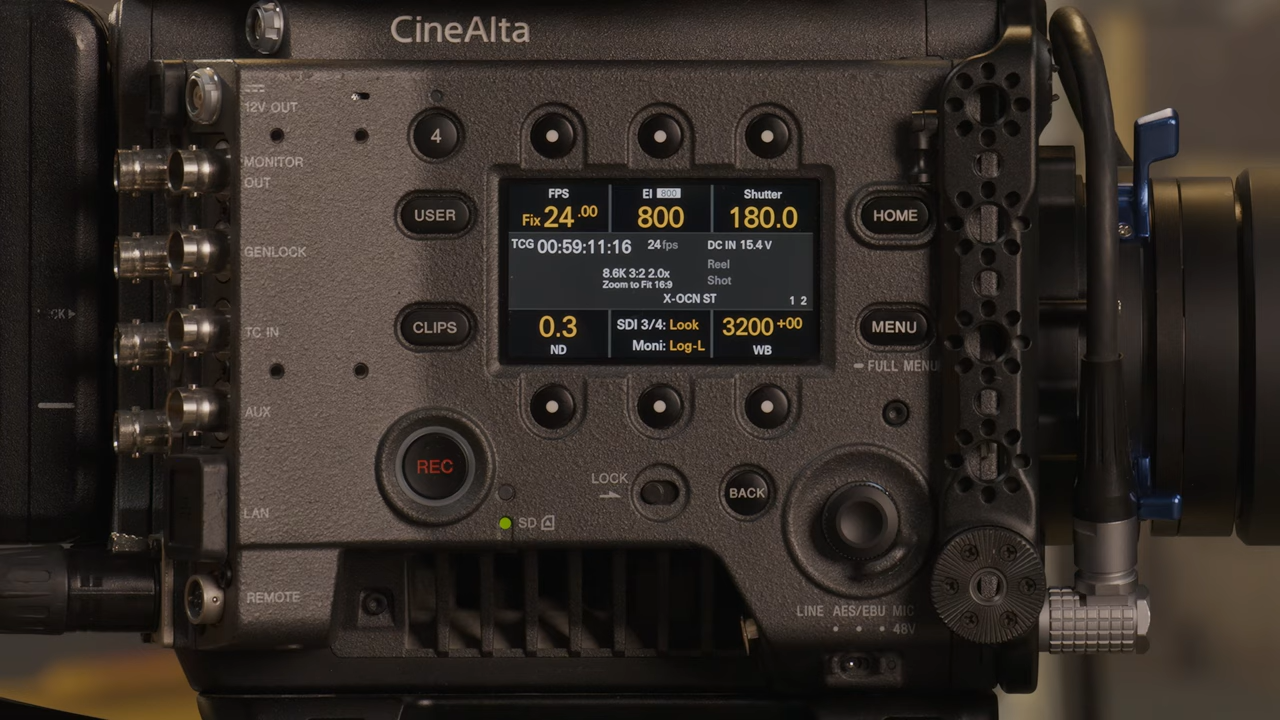 CineAlta
12V OUT
MONITOR
OUT
GENLOCK
TC IN
AUX
LAN
REMOTE
4
USER
CLIPS
REC
FPS
Fix 24.00
EI 800
800
Shutter
180.0
TCG 00:59:11:16
24 fps
DC IN 15.4 V
8.6K 3:2 2.0x
Zoom to Fit 16:9
Reel
Shot
X-OCN ST
1 2
0.3
ND
SDI 3/4: Look
Moni: Log-L
3200+00
WB
HOME
MENU
FULL MENU
LOCK
BACK
SD
LINE AES/EBU MIC
48V